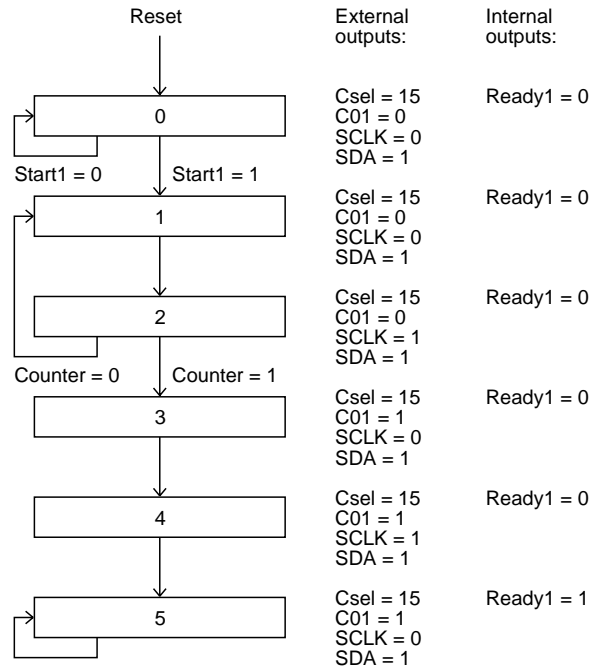 Reset
External outputs:
Internal outputs:
0
Csel = 15
C01 = 0
SCLK = 0
SDA = 1
Ready1 = 0
Start1 = 0
Start1 = 1
1
Csel = 15
C01 = 0
SCLK = 0
SDA = 1
Ready1 = 0
2
Csel = 15
C01 = 0
SCLK = 1
SDA = 1
Ready1 = 0
Counter = 0
Counter = 1
3
Csel = 15
C01 = 1
SCLK = 0
SDA = 1
Ready1 = 0
4
Csel = 15
C01 = 1
SCLK = 1
SDA = 1
Ready1 = 0
5
Csel = 15
C01 = 1
SCLK = 0
SDA = 1
Ready1 = 1